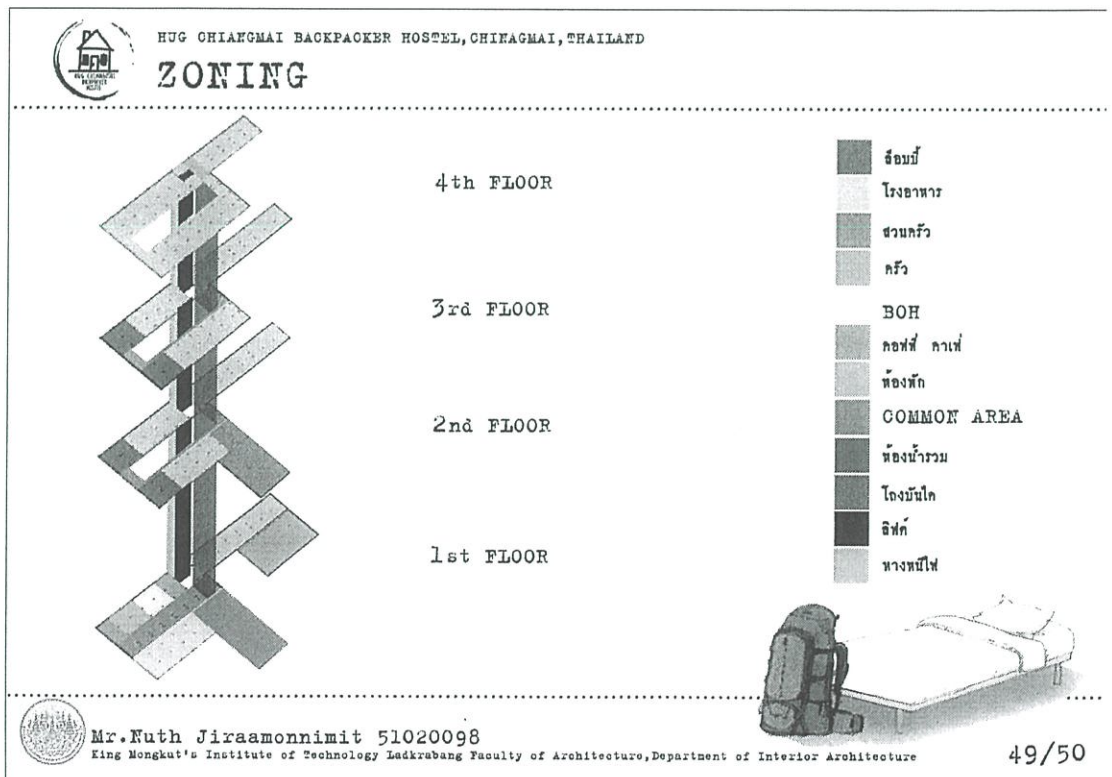 HUG CHIANGMAI BACKPACKER HOSTEL,CHINAGMAI,THAILAND
ZONING
4th FLOOR
3rd FLOOR
2nd FLOOR
1st FLOOR
ล็อบบี้
โรงอาหาร
สวนครัว
ครัว
BOH
คอฟฟี่ คาเฟ่
ห้องพัก
COMMON AREA
ห้องน้ำรวม
โถงบันได
ลิฟต์
ทางหนีไฟ
Mr.Nuth Jiraamonnimit 51020098
King Mongkut's Institute of Technology Ladkrabang Faculty of Architecture,Department of Interior Architecture
49/50